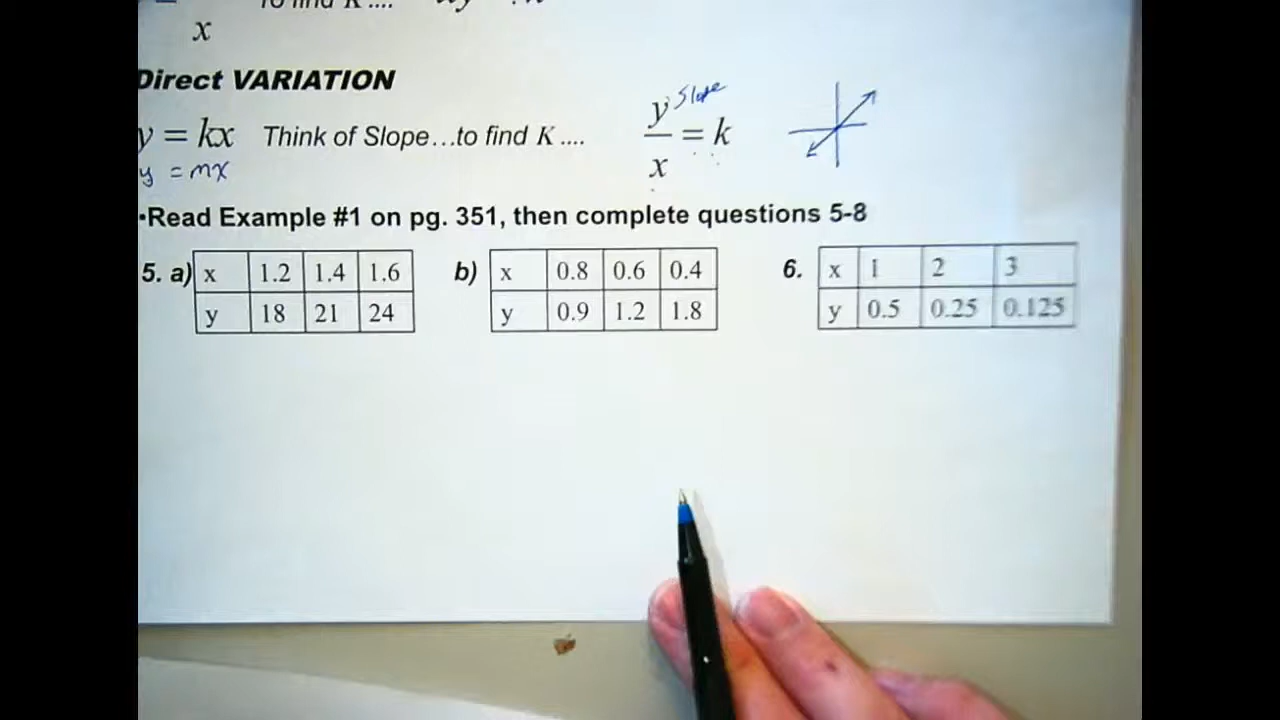 To find K ....
x
Direct VARIATION
y = kx Think of Slope...to find K .... y/x = k Slope
y = mx
•Read Example #1 on pg. 351, then complete questions 5-8
5. a) x 1.2 1.4 1.6 b) x 0.8 0.6 0.4 6. x 1 2 3
y 18 21 24 y 0.9 1.2 1.8 y 0.5 0.25 0.125